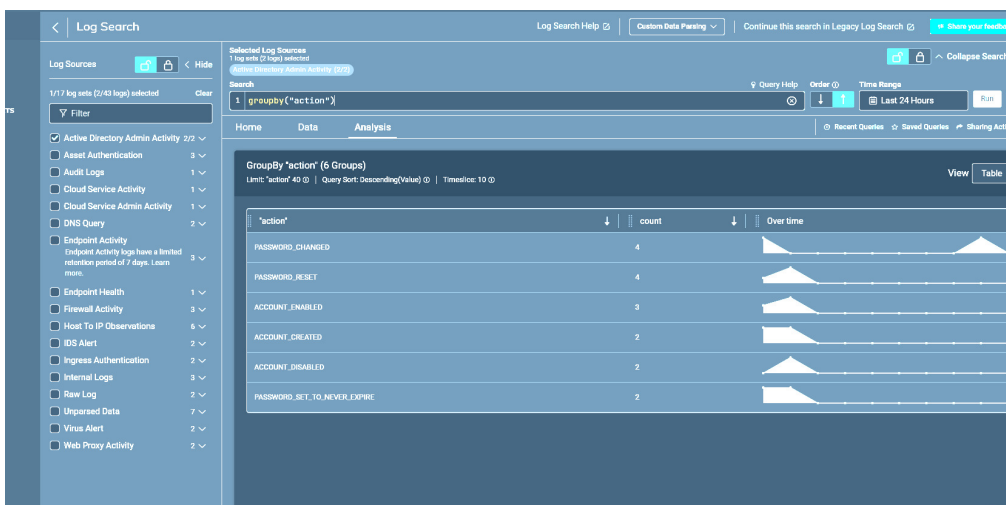 Log Search
Log Search Help
Custom Data Parsing
Continue this search in Legacy Log Search
Share your feedba
Log Sources
Hide
1/17 log sets (2/43 logs) selected
Clear
Filter
Active Directory Admin Activity 2/2
Asset Authentication 3
Audit Logs 1
Cloud Service Activity 1
Cloud Service Admin Activity 1
DNS Query 2
Endpoint Activity
Endpoint Activity logs have a limited
retention period of 7 days. Learn
more.
3
Endpoint Health 1
Firewall Activity 3
Host To IP Observations 6
IDS Alert 2
Ingress Authentication 2
Internal Logs 3
Raw Log 2
Unparsed Data 7
Virus Alert 2
Web Proxy Activity 2
Selected Log Sources
1 log sets (2 logs) selected
Active Directory Admin Activity (2/2)
Collapse Search
Search
Query Help
Order
Time Range
1 groupby("action")
Last 24 Hours
Run
Home
Data
Analysis
Recent Queries
Saved Queries
Sharing Acti
GroupBy "action" (6 Groups)
Limit: "action" 40 | Query Sort: Descending(Value) | Timeslice: 10
View
Table
"action" count Over time
PASSWORD_CHANGED 4
PASSWORD_RESET 4
ACCOUNT_ENABLED 3
ACCOUNT_CREATED 2
ACCOUNT_DISABLED 2
PASSWORD_SET_TO_NEVER_EXPIRE 2